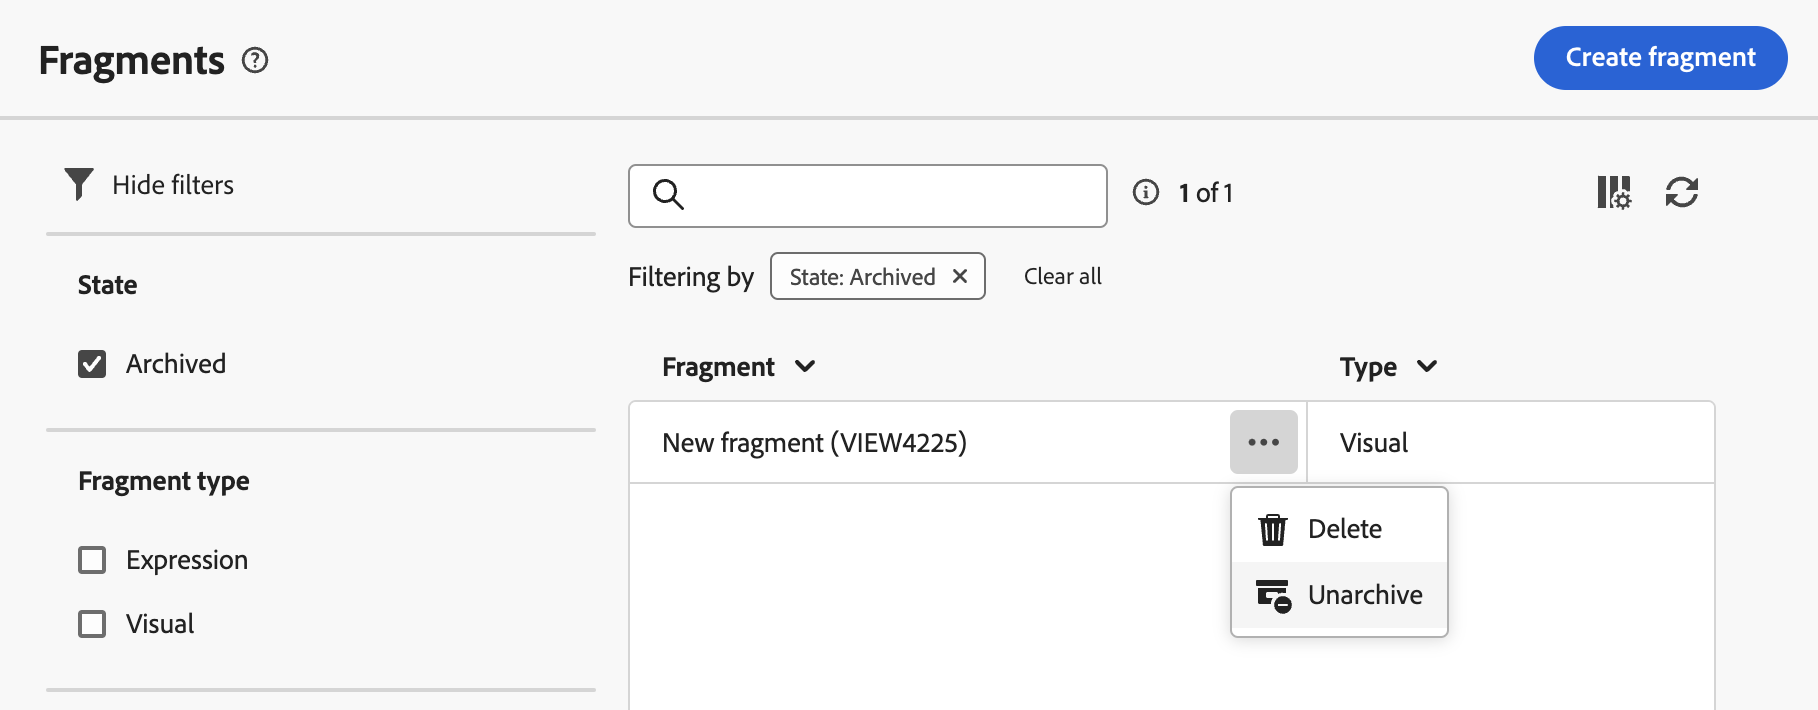 Fragments
Create fragment
Hide filters
1 of 1
State
Filtering by State: Archived Clear all
Archived
Fragment Type
New fragment (VIEW4225) Visual
Fragment type
Delete
Expression
Unarchive
Visual